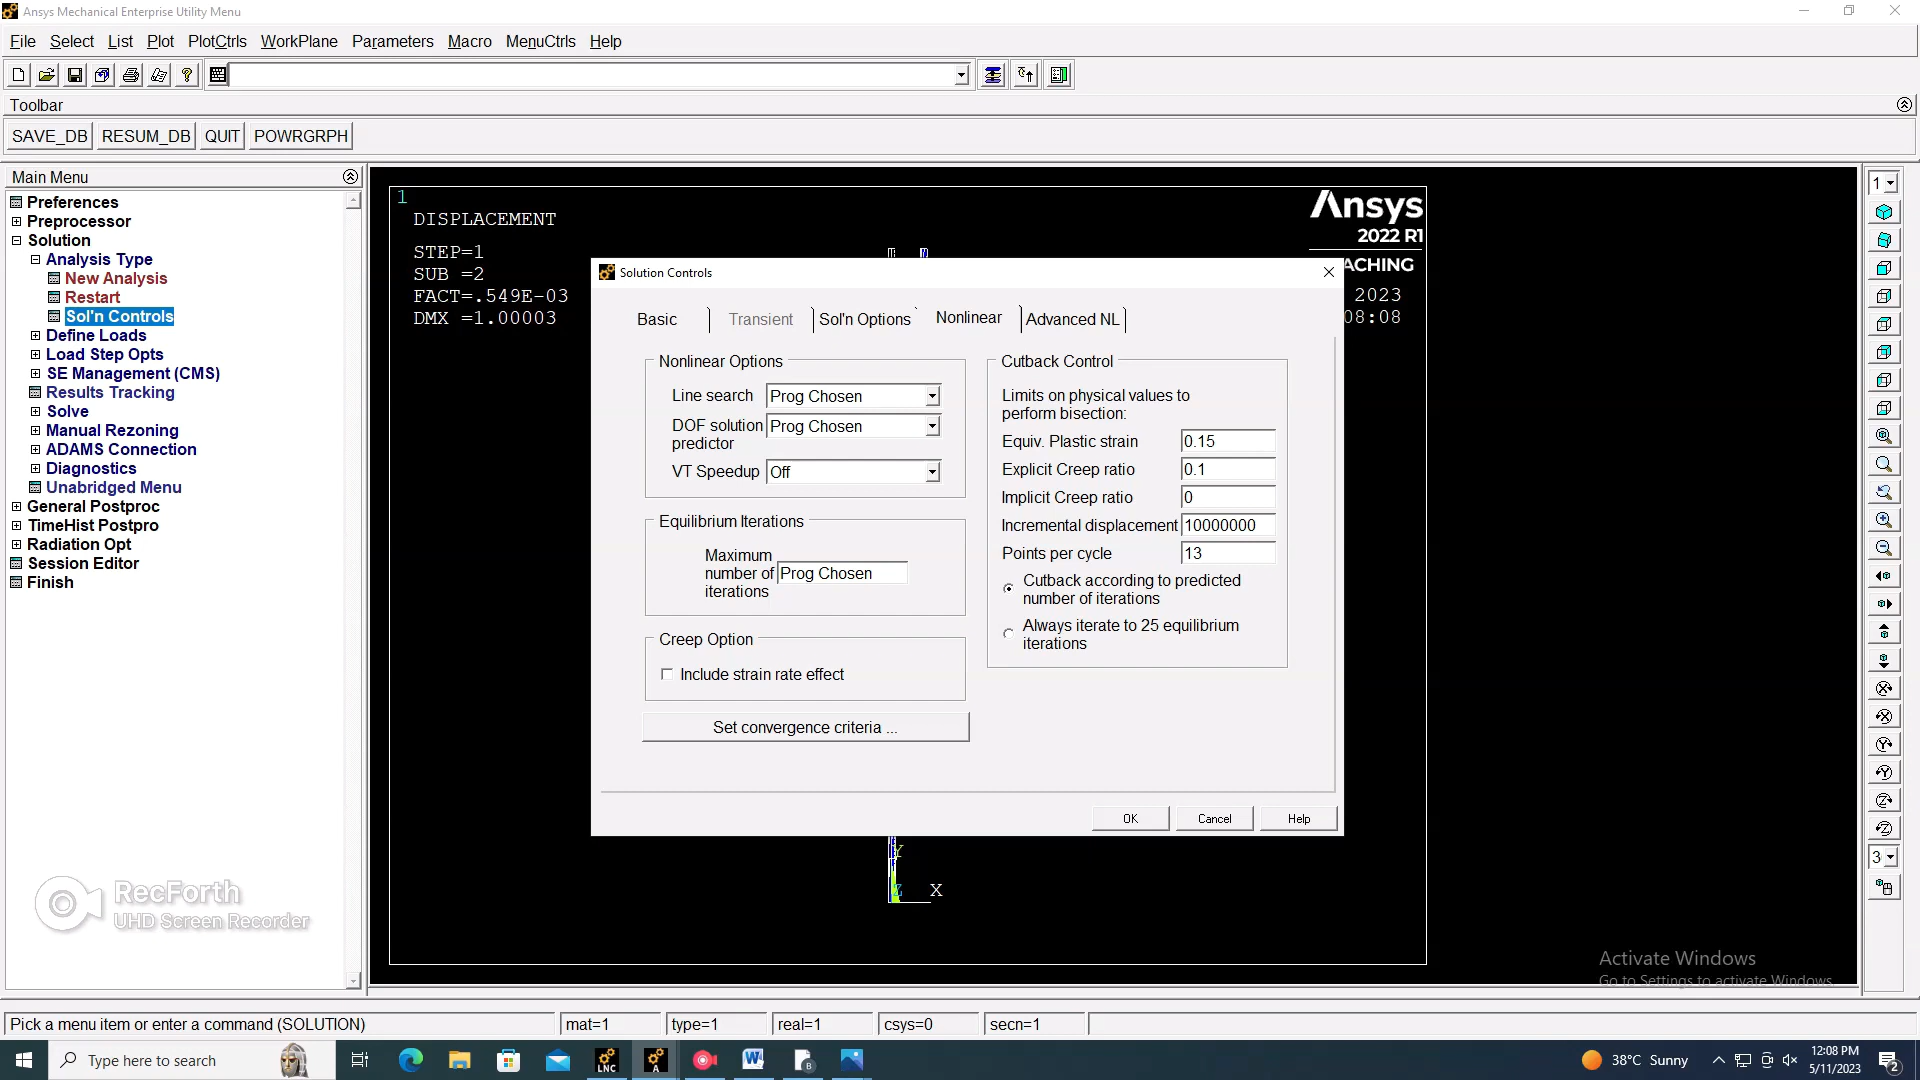 Ansys Mechanical Enterprise Utility Menu
File Select List Plot PlotCtrls WorkPlane Parameters Macro MenuCtrls Help
Toolbar
SAVE_DB RESUM_DB QUIT POWRGRPH
Main Menu
Preferences
Preprocessor
Solution
Analysis Type
New Analysis
Restart
Sol'n Controls
Define Loads
Load Step Opts
SE Management (CMS)
Results Tracking
Solve
Manual Rezoning
ADAMS Connection
Diagnostics
Unabridged Menu
General Postproc
TimeHist Postpro
Radiation Opt
Session Editor
Finish
RecForth
UHD Screen Recorder
1
DISPLACEMENT
STEP=1
SUB =2
FACT=.549E-03
DMX =1.00003
Ansys
2022 R1
ACHING
2023
08:08
Solution Controls
Basic Transient Sol'n Options Nonlinear Advanced NL
Nonlinear Options
Line search Prog Chosen
DOF solution predictor Prog Chosen
VT Speedup Off
Equilibrium Iterations
Maximum
number of Prog Chosen
iterations
Creep Option
Include strain rate effect
Set convergence criteria ...
Cutback Control
Limits on physical values to
perform bisection:
Equiv. Plastic strain 0.15
Explicit Creep ratio 0.1
Implicit Creep ratio 0
Incremental displacement 10000000
Points per cycle 13
Cutback according to predicted
number of iterations
Always iterate to 25 equilibrium
iterations
OK Cancel Help
Y
Z X
1
3
Activate Windows
Go to Settings to activate Windows.
Pick a menu item or enter a command (SOLUTION) mat=1 type=1 real=1 csys=0 secn=1
Type here to search
38°C Sunny
12:08 PM
5/11/2023
2